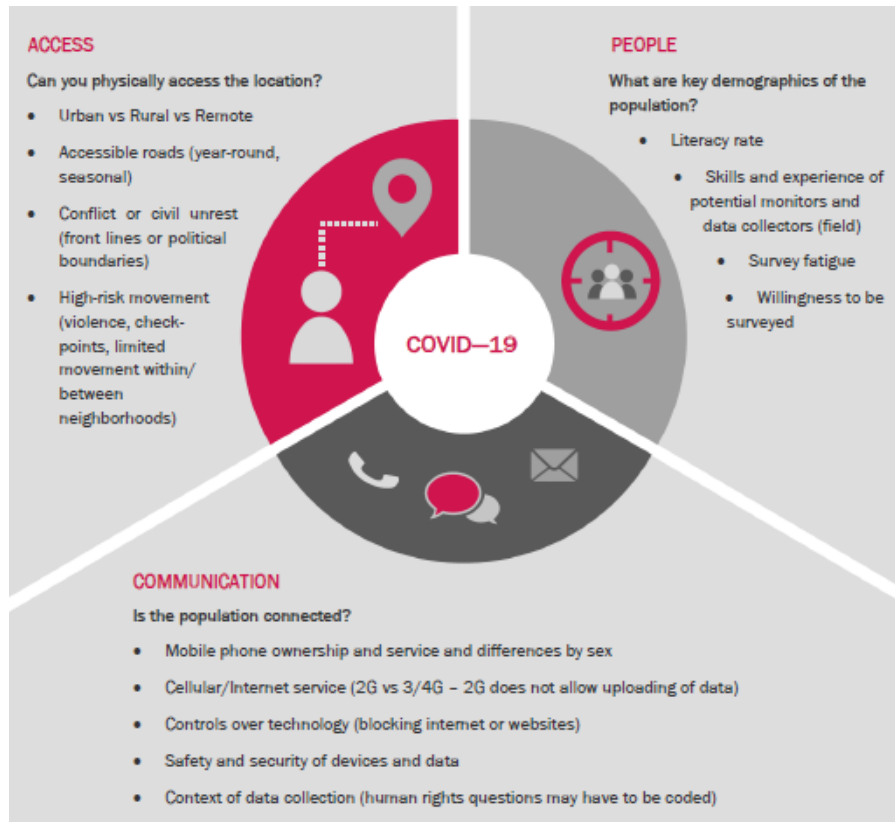 ACCESS
Can you physically access the location?
• Urban vs Rural vs Remote
• Accessible roads (year-round,
seasonal)
• Conflict or civil unrest
(front lines or political
boundaries)
• High-risk movement
(violence, check-
points, limited
movement within/
between
neighborhoods)
PEOPLE
What are key demographics of the
population?
• Literacy rate
• Skills and experience of
potential monitors and
data collectors (field)
• Survey fatigue
• Willingness to be
surveyed
COVID—19
COMMUNICATION
Is the population connected?
• Mobile phone ownership and service and differences by sex
• Cellular/Internet service (2G vs 3/4G – 2G does not allow uploading of data)
• Controls over technology (blocking internet or websites)
• Safety and security of devices and data
• Context of data collection (human rights questions may have to be coded)